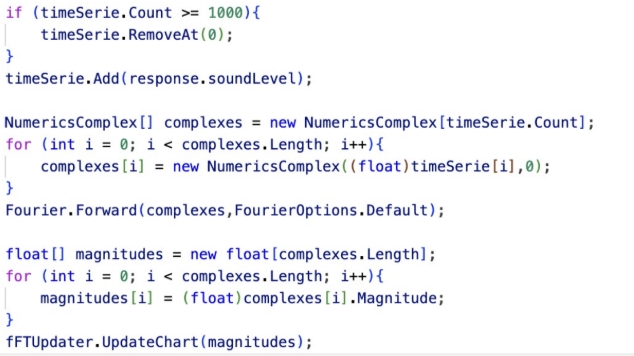 if (timeSerie.Count >= 1000){
timeSerie.RemoveAt(0);
}
timeSerie.Add(response.soundLevel);
NumericsComplex[] complexes = new NumericsComplex[timeSerie.Count];
for (int i = 0; i < complexes.Length; i++){
complexes[i] = new NumericsComplex((float)timeSerie[i],0);
}
Fourier.Forward(complexes,FourierOptions.Default);
float[] magnitudes = new float[complexes.Length];
for (int i = 0; i < complexes.Length; i++){
magnitudes[i] = (float)complexes[i].Magnitude;
}
fFTUpdater.UpdateChart(magnitudes);